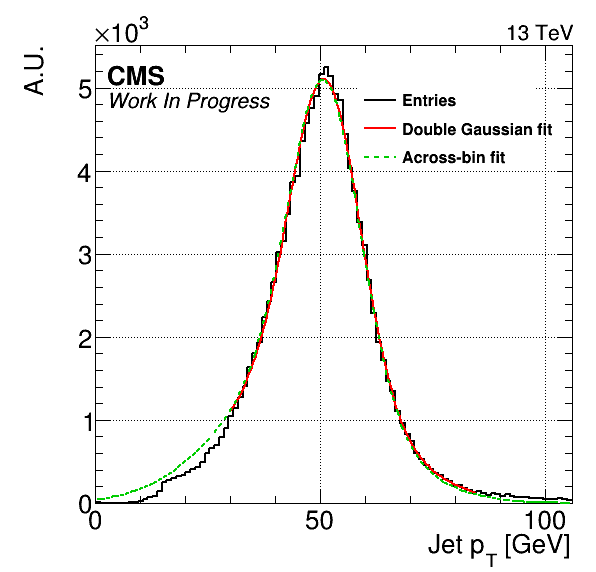 ×10³ 13 TeV
A.U.
CMS
Work In Progress
Entries
Double Gaussian fit
Across-bin fit
5
4
3
2
1
0
0 50 100
Jet p_T [GeV]